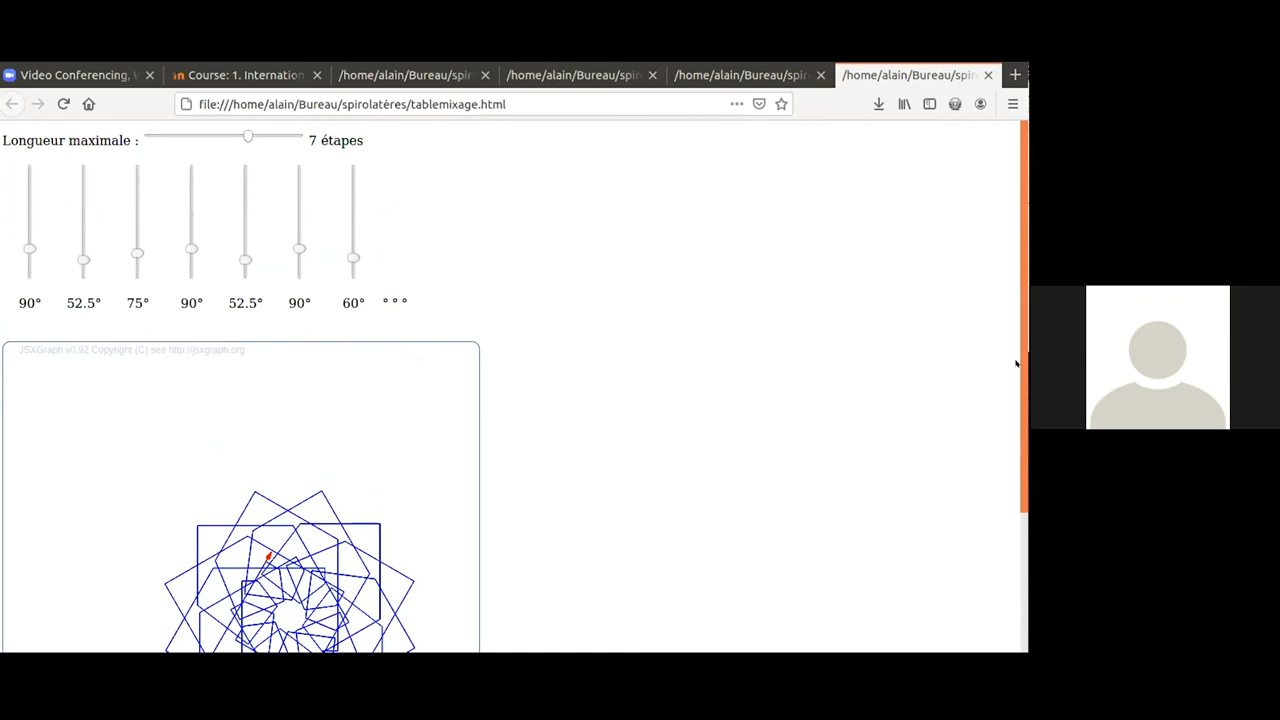 Video Conferencing, Course: 1. Internation /home/alain/Bureau/spir /home/alain/Bureau/spir /home/alain/Bureau/spir /home/alain/Bureau/spir
file:///home/alain/Bureau/spirolatères/tablemixage.html
Longueur maximale : 7 étapes
90° 52.5° 75° 90° 52.5° 90° 60° ° ° °
JSXGraph v0.92 Copyright (C) see http://jsxgraph.org